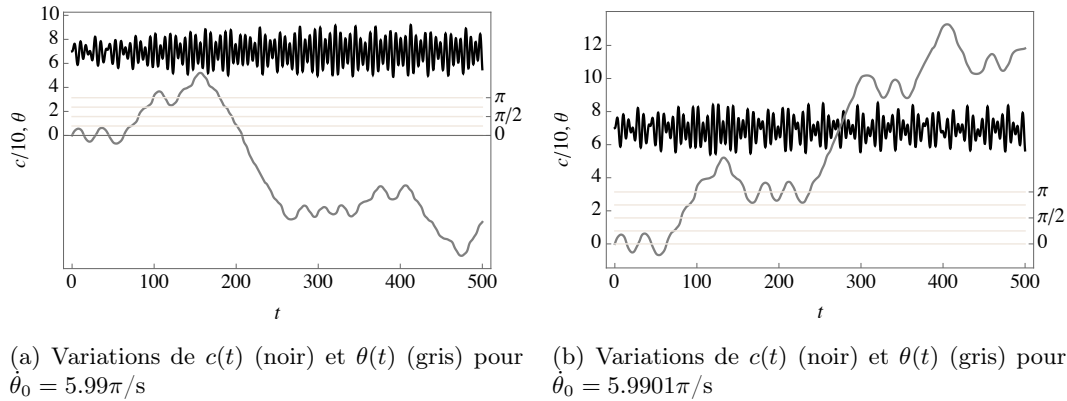 10
8
6
4
2
0
c/10, θ
π
π/2
0
0 100 200 300 400 500
t
12
10
8
6
4
2
0
c/10, θ
π
π/2
0
0 100 200 300 400 500
t
(a) Variations de c(t) (noir) et θ(t) (gris) pour
θ̇₀ = 5.99π/s
(b) Variations de c(t) (noir) et θ(t) (gris) pour
θ̇₀ = 5.9901π/s